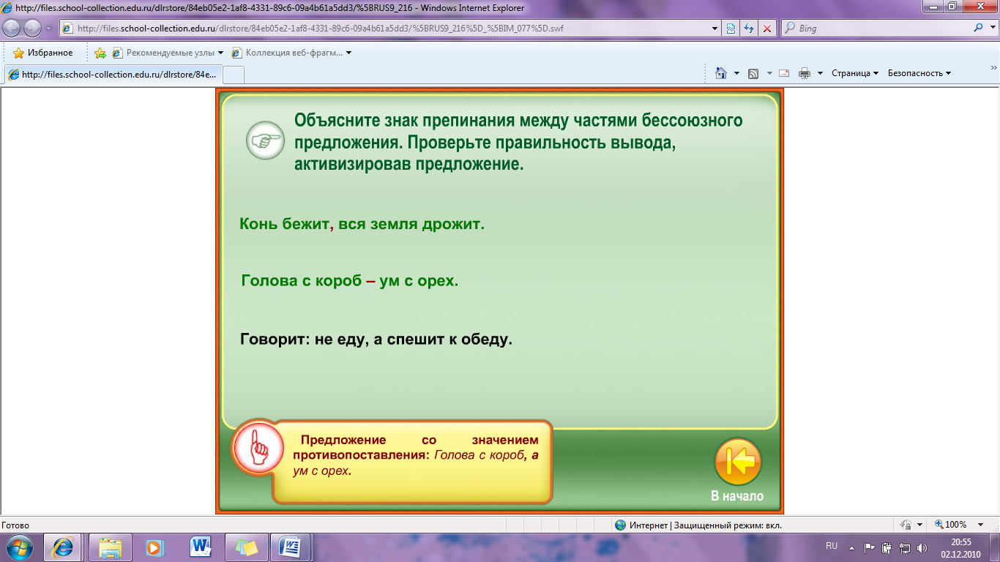 http://files.school-collection.edu.ru/dlrstore/84eb05e2-1af8-4331-89c6-09a4b61a5dd3/%5BRUS9_216 - Windows Internet Explorer
http://files.school-collection.edu.ru/dlrstore/84eb05e2-1af8-4331-89c6-09a4b61a5dd3/%5BRUS9_216%5D_%5BIM_077%5D.swf
Bing
Избранное
Рекомендуемые узлы
Коллекция веб-фрагм...
http://files.school-collection.edu.ru/dlrstore/84e...
Страница
Безопасность
Объясните знак препинания между частями бессоюзного
предложения. Проверьте правильность вывода,
активизировав предложение.
Конь бежит, вся земля дрожит.
Голова с короб – ум с орех.
Говорит: не еду, а спешит к обеду.
Предложение со значением
противопоставления: Голова с короб, а
ум с орех.
В начало
Готово
Интернет | Защищенный режим: вкл.
100%
RU
20:55
02.12.2010